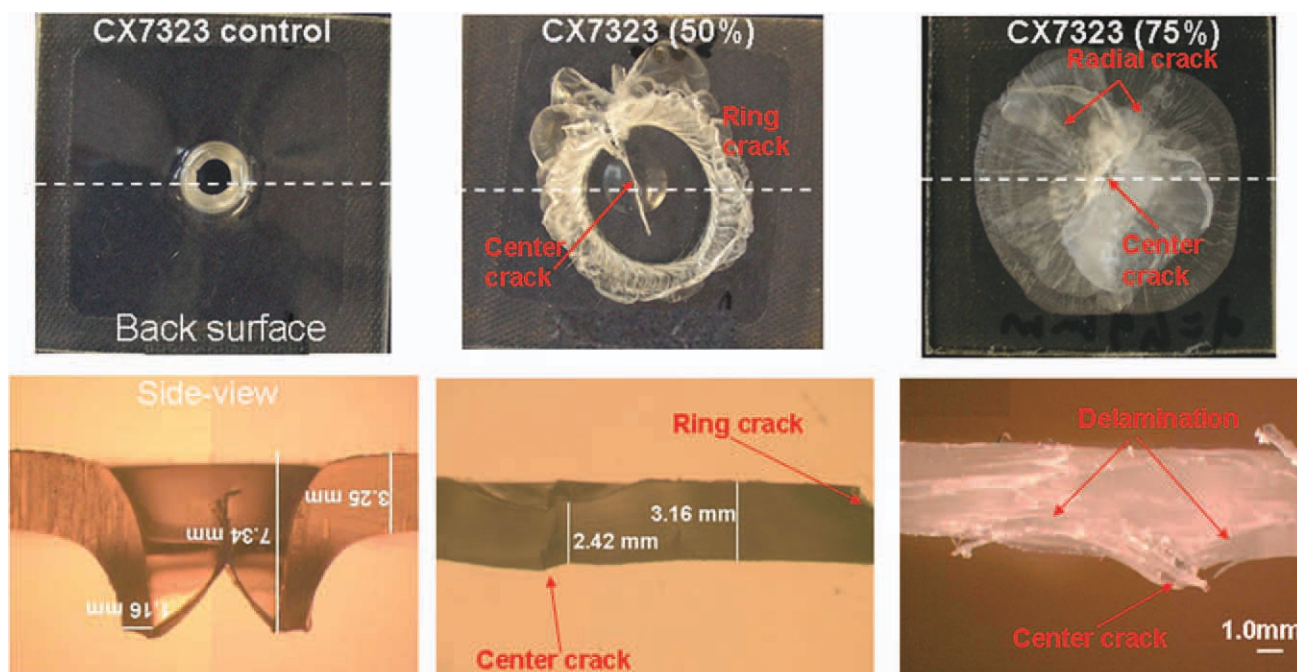 CX7323 control
Back surface
CX7323 (50%)
Ring
crack
Center
crack
CX7323 (75%)
Radial crack
Center
crack
Side-view
3.25 mm
7.34 mm
1.16 mm
Ring crack
3.16 mm
2.42 mm
Center crack
Delamination
Center crack
1.0mm